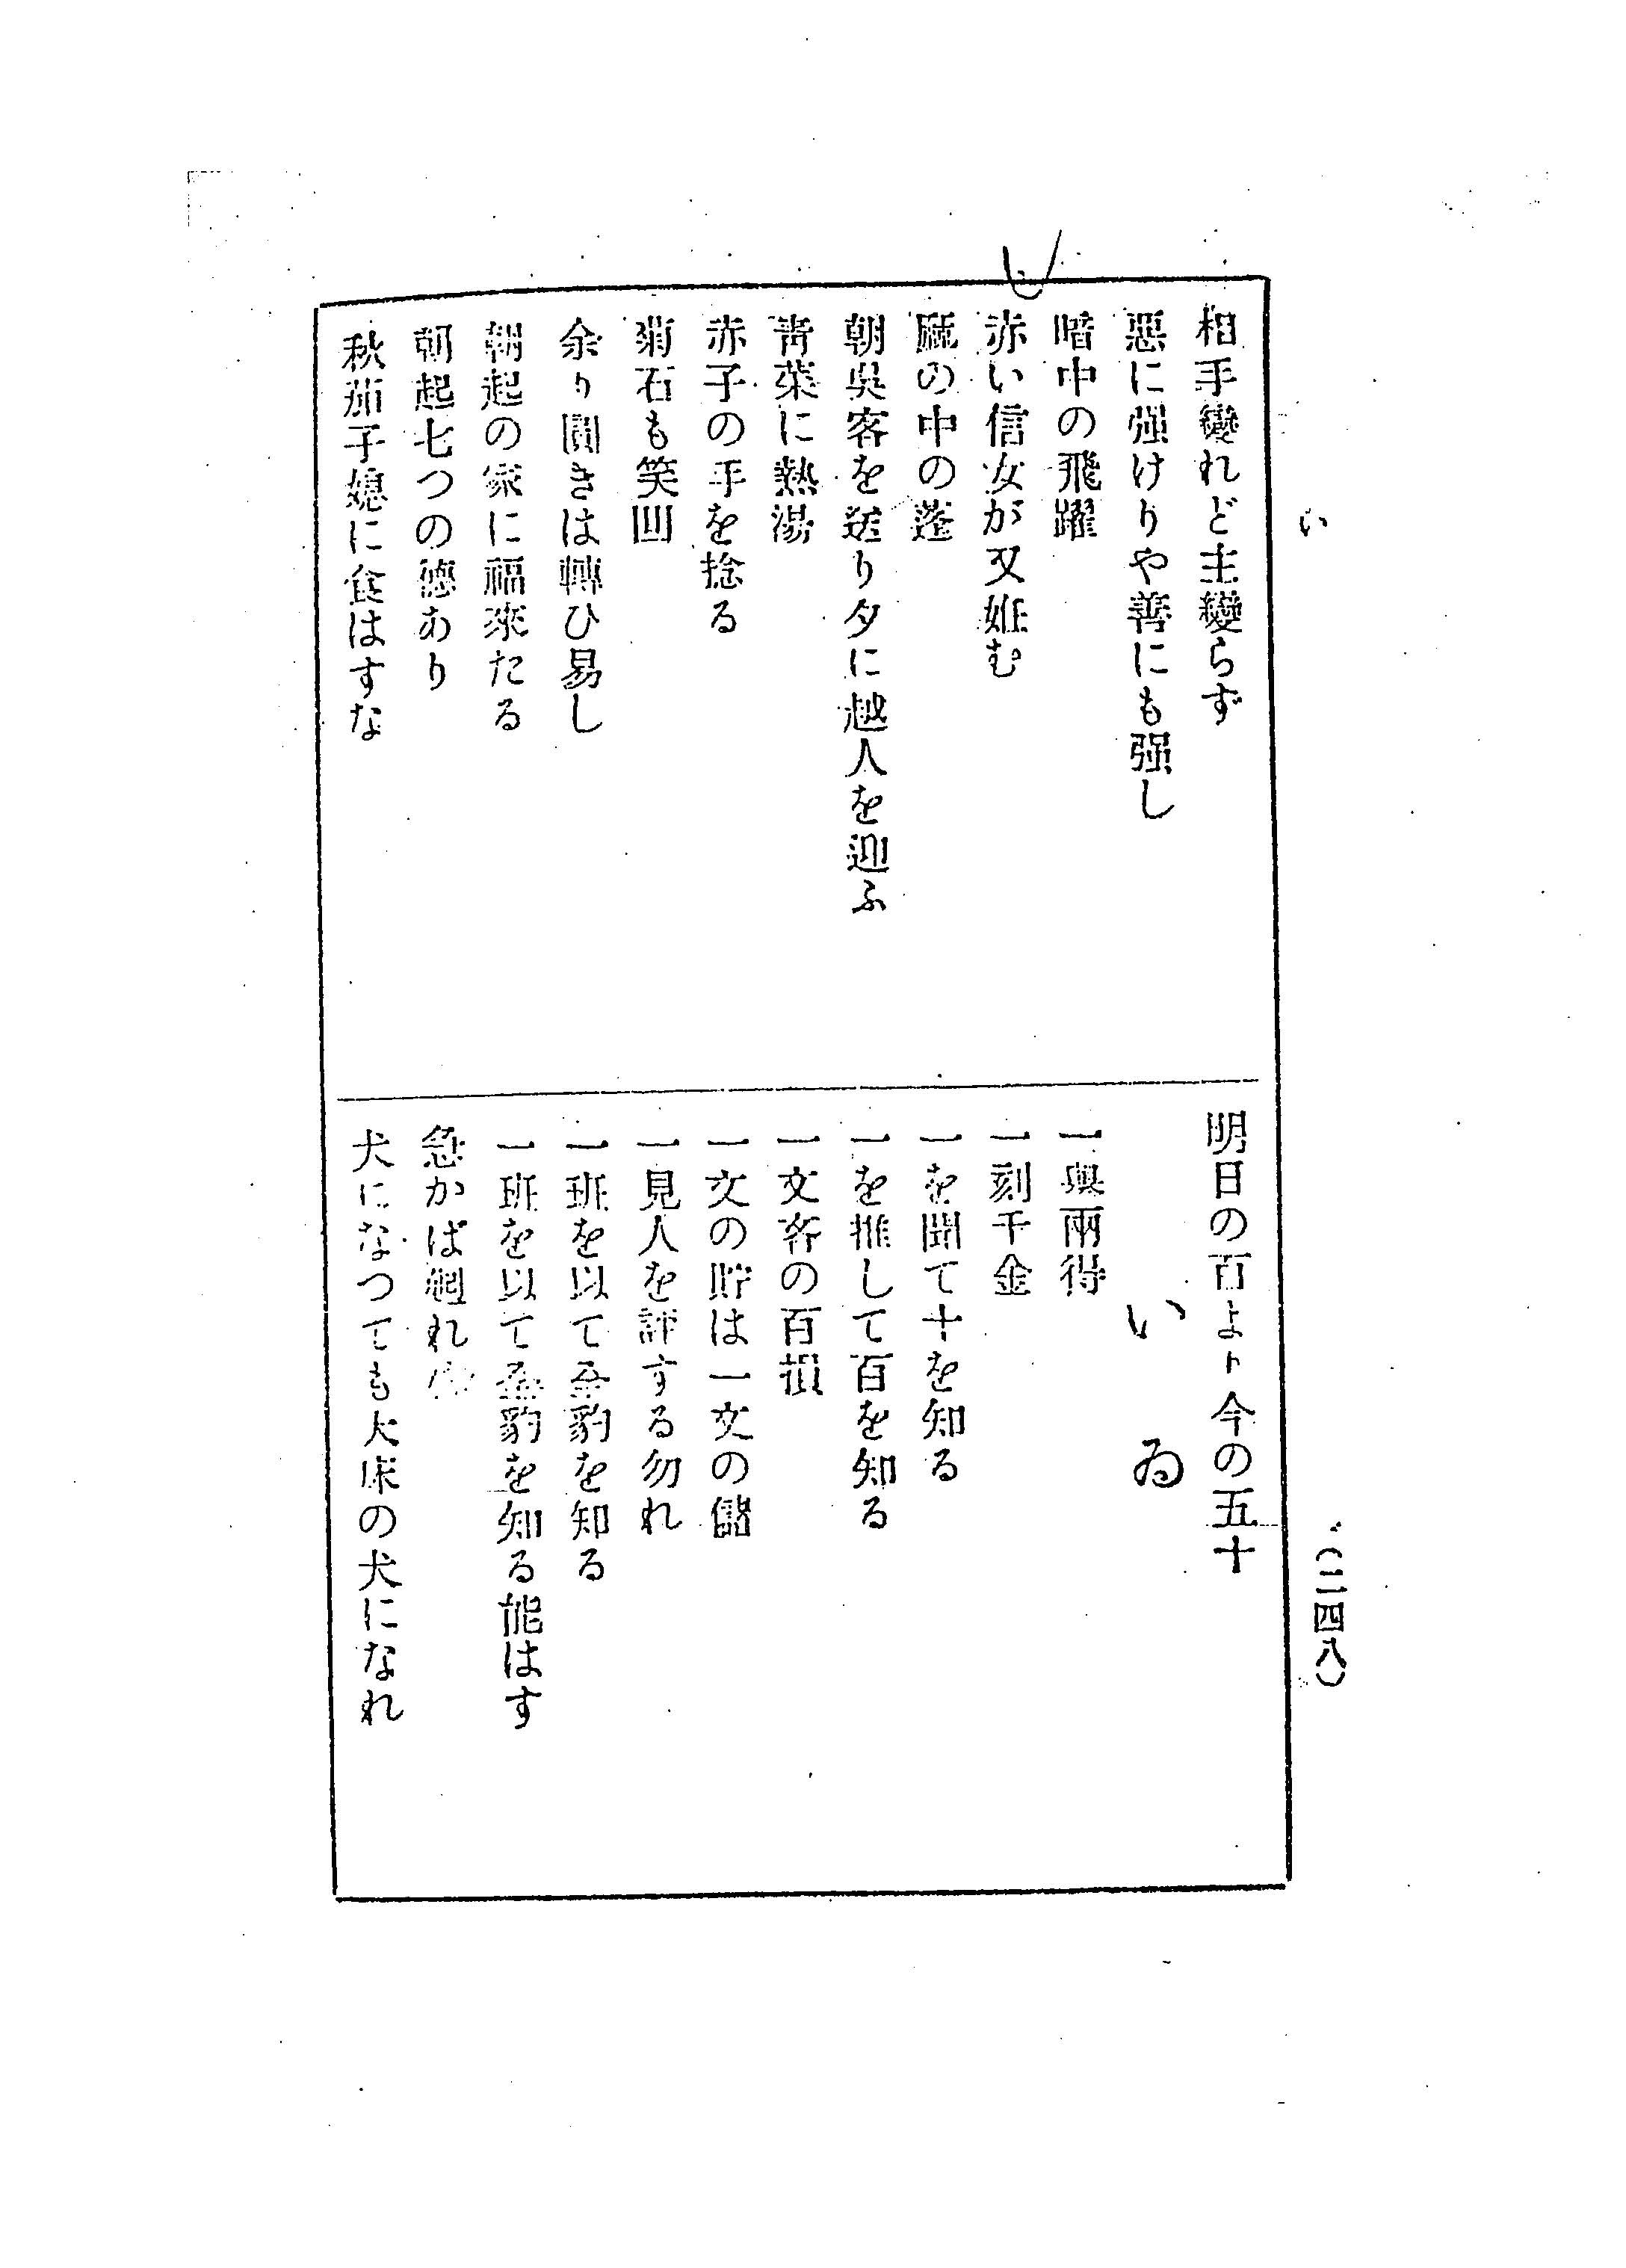 い
(二四八)
相手變れど主變らず
惡に强けりや善にも强し
暗中の飛躍
赤い信女が又姙む
麻の中の蓬
朝吳客を送り夕に越人を迎ふ
靑菜に熱湯
赤子の手を捻る
菊石も笑凹
余り圓きは轉ひ易し
朝起の家に福來たる
朝起七つの德あり
秋茄子媳に食はすな
明日の百より今の五十
い ゐ
一擧兩得
一刻千金
一を聞て十を知る
一を推して百を知る
一文客の百損
一文の貯は一文の儲
一見人を評する勿れ
一班を以て全豹を知る
一班を以て全豹を知る能はす
急かば廻れ
犬になつても大家の犬になれ